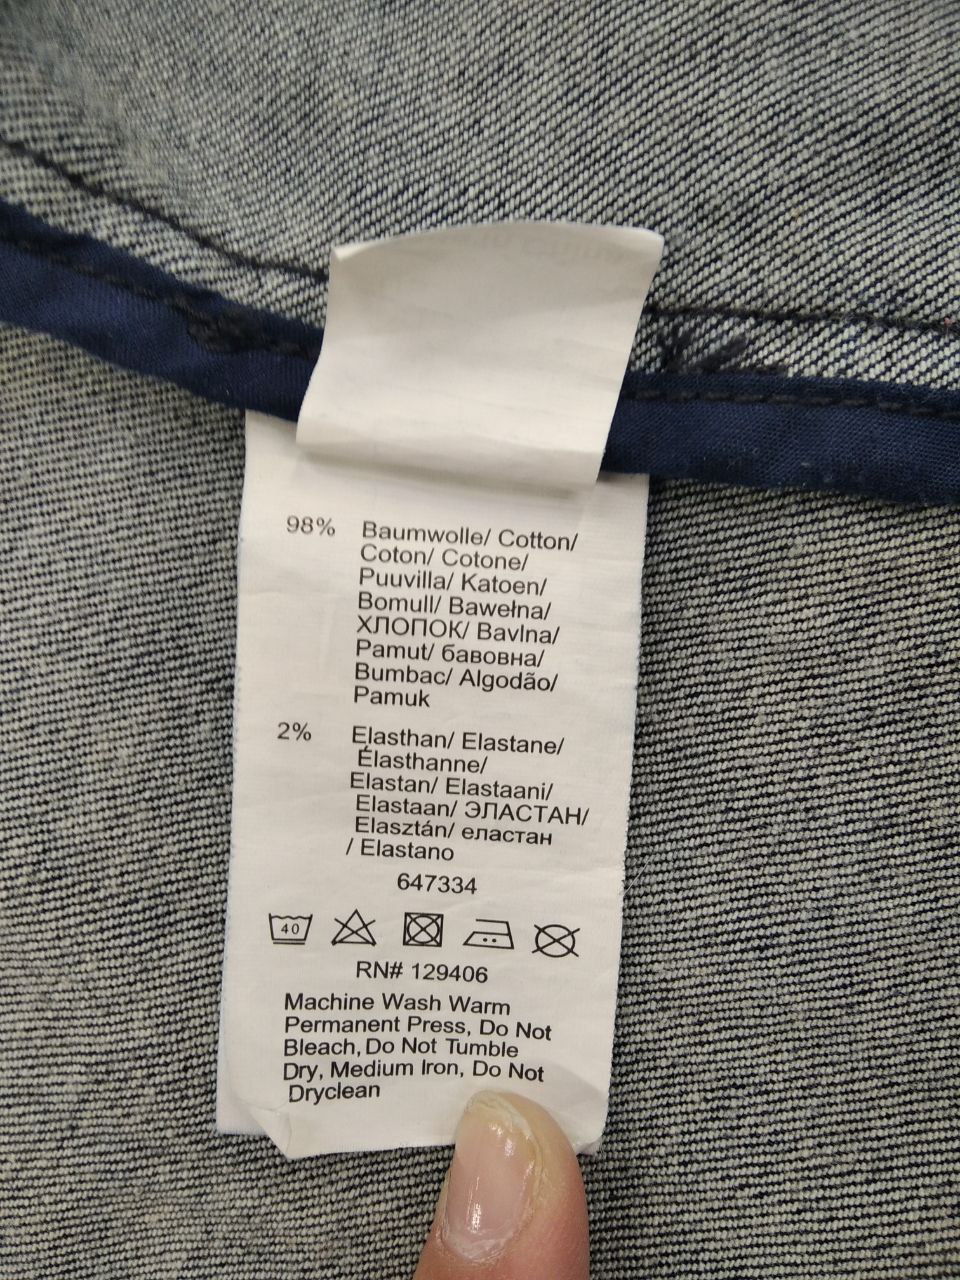 98% Baumwolle/ Cotton/
Coton/ Cotone/
Puuvilla/ Katoen/
Bomull/ Bawełna/
ХЛОПОК/ Bavlna/
Pamut/ бавовна/
Bumbac/ Algodão/
Pamuk
2% Elasthan/ Elastane/
Élasthanne/
Elastan/ Elastaani/
Elastaan/ ЭЛАСТАН/
Elasztán/ еластан
/ Elastano
647334
40
RN# 129406
Machine Wash Warm
Permanent Press, Do Not
Bleach, Do Not Tumble
Dry, Medium Iron, Do Not
Dryclean